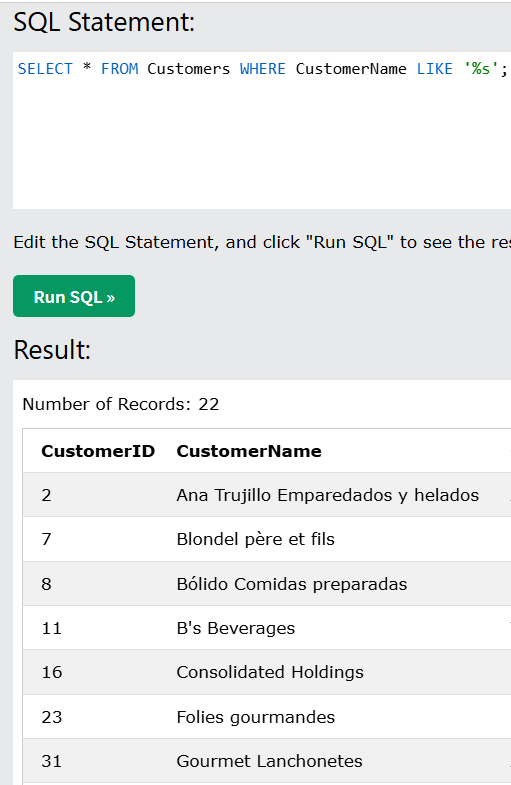 SQL Statement:
SELECT * FROM Customers WHERE CustomerName LIKE '%s';
Edit the SQL Statement, and click "Run SQL" to see the
Run SQL »
Result:
Number of Records: 22
CustomerID CustomerName
2 Ana Trujillo Emparedados y helados
7 Blondel père et fils
8 Bólido Comidas preparadas
11 B's Beverages
16 Consolidated Holdings
23 Folies gourmandes
31 Gourmet Lanchonetes